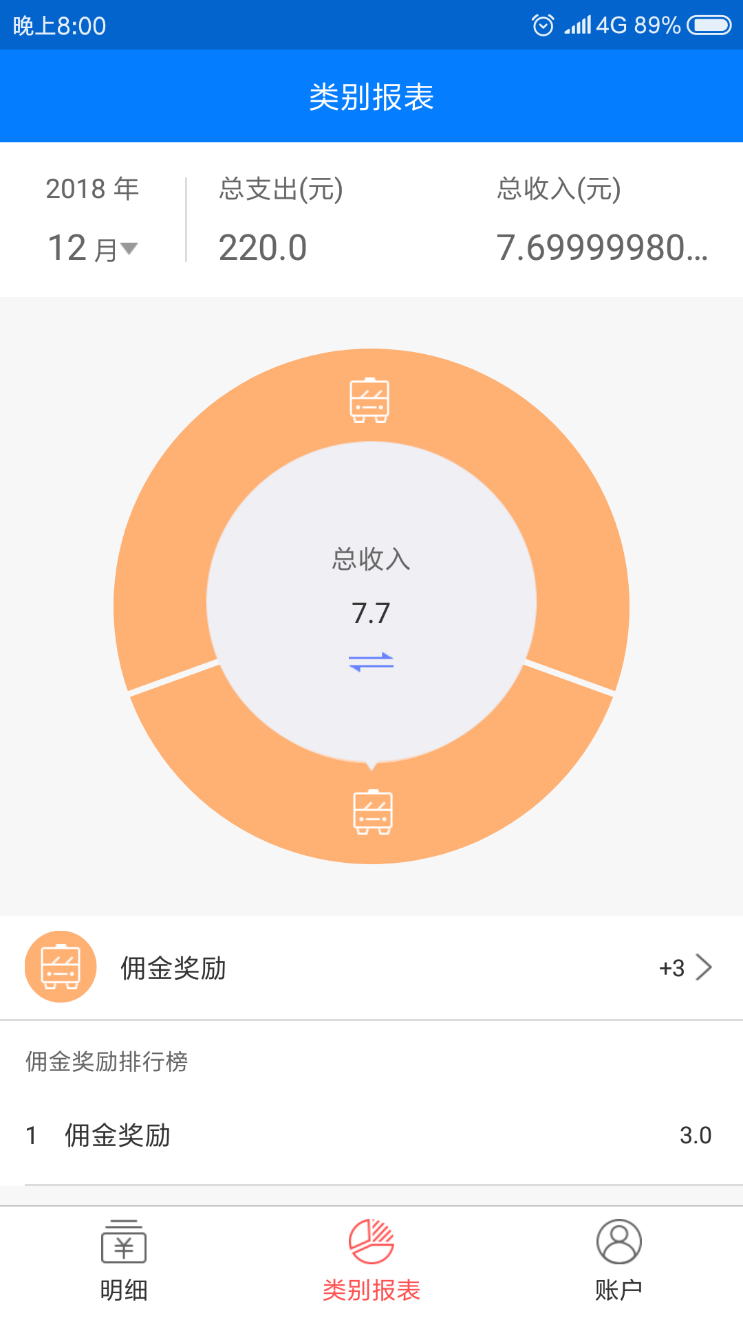 晚上8:00 4G 89%
类别报表
2018 年 总支出(元) 总收入(元)
12 月 220.0 7.69999980...
总收入
7.7
佣金奖励 +3
佣金奖励排行榜
1 佣金奖励 3.0
明细 类别报表 账户